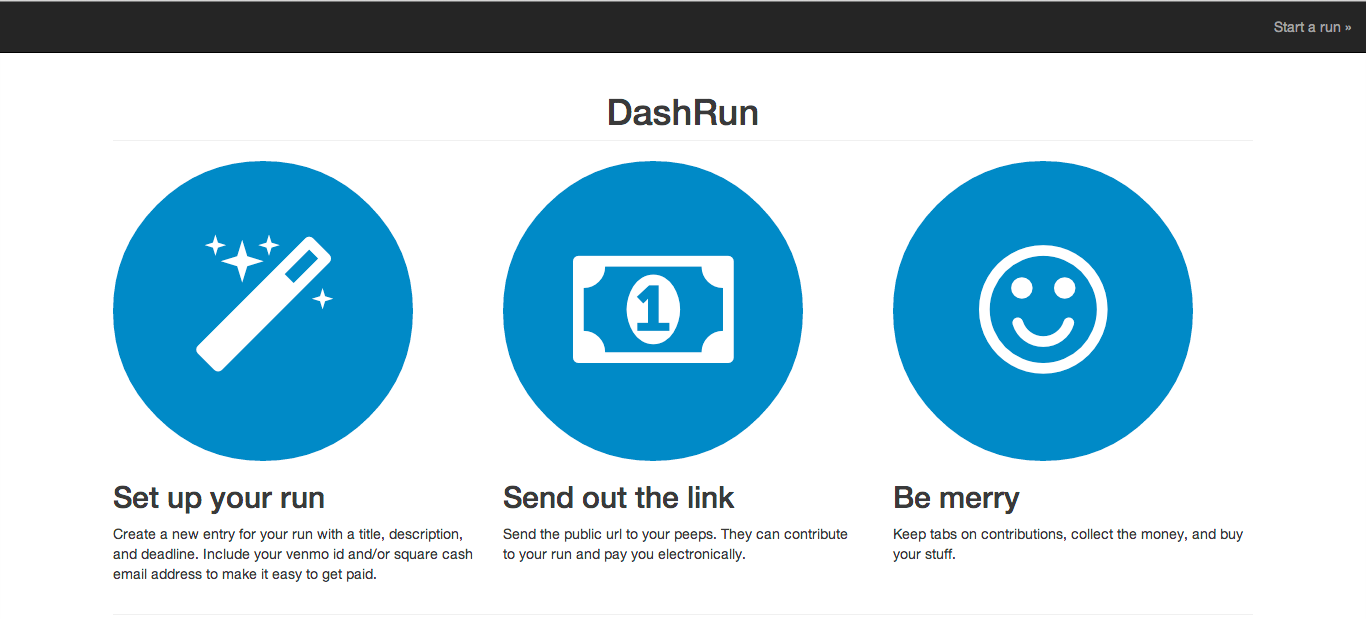 Start a run »
DashRun
1
Set up your run
Create a new entry for your run with a title, description,
and deadline. Include your venmo id and/or square cash
email address to make it easy to get paid.
Send out the link
Send the public url to your peeps. They can contribute
to your run and pay you electronically.
Be merry
Keep tabs on contributions, collect the money, and buy
your stuff.